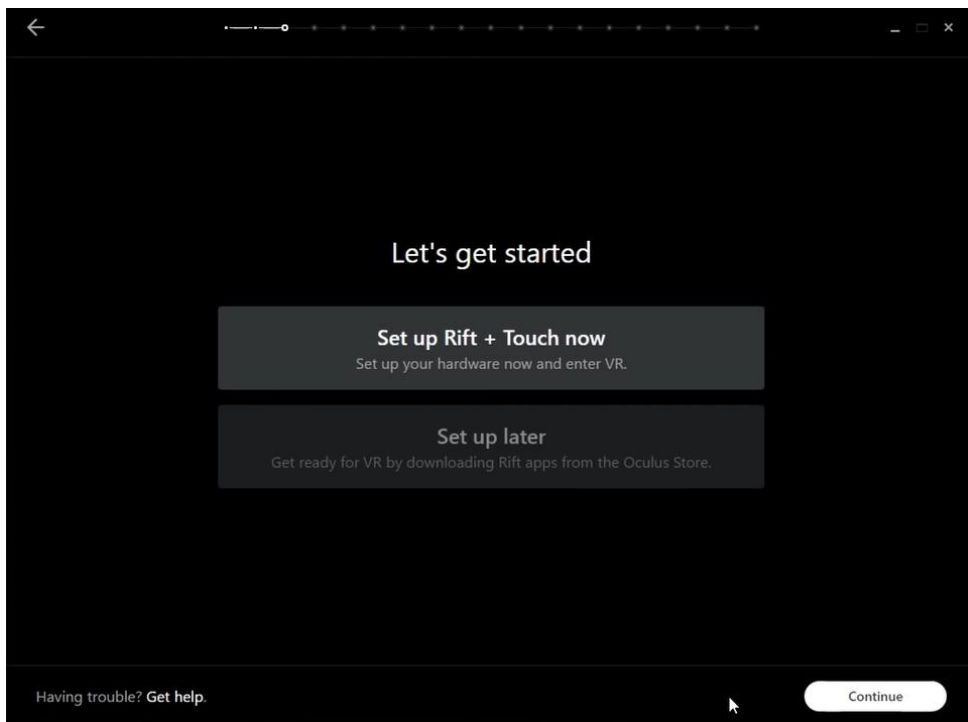 Let's get started
Set up Rift + Touch now
Set up your hardware now and enter VR.
Set up later
Get ready for VR by downloading Rift apps from the Oculus Store.
Having trouble? Get help.
Continue